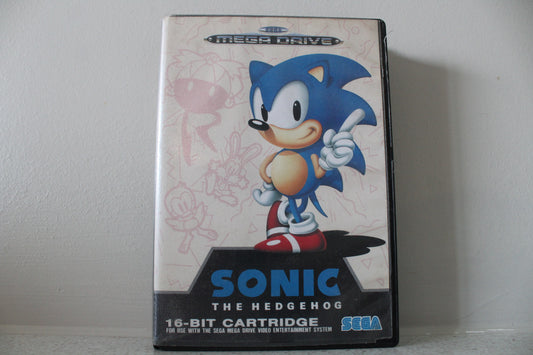 SEGA
MEGA DRIVE
SONIC
THE HEDGEHOG
16-BIT CARTRIDGE
FOR USE WITH THE SEGA MEGA DRIVE VIDEO ENTERTAINMENT SYSTEM
SEGA